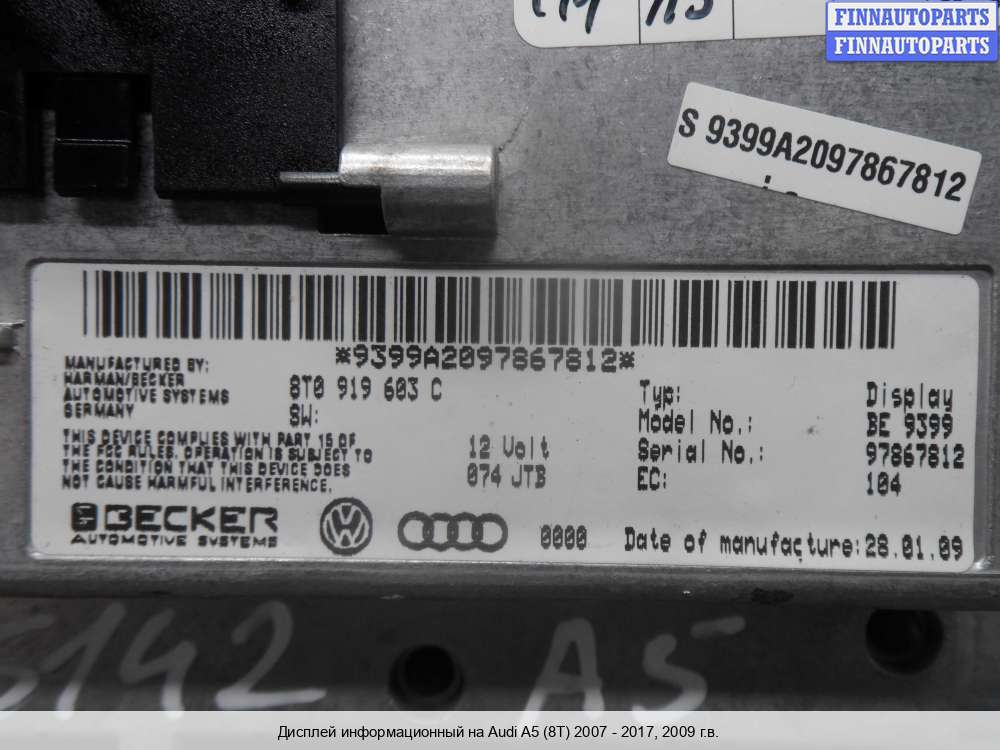 FINNAUTOPARTS
FINNAUTOPARTS
S 9399A2097867812
*9399A2097867812*
MANUFACTURED BY:
HARMAN/BECKER
AUTOMOTIVE SYSTEMS
GERMANY
8T0 919 603 C
SW:
THIS DEVICE COMPLIES WITH PART 15 OF
THE FCC RULES. OPERATION IS SUBJECT TO
THE CONDITION THAT THIS DEVICE DOES
NOT CAUSE HARMFUL INTERFERENCE.
12 Volt
074 JTB
Typ: Display
Model No.: BE 9399
Serial No.: 97867812
EC: 104
BECKER
AUTOMOTIVE SYSTEMS
0000
Date of manufacture: 28.01.09
5142 A5
Дисплей информационный на Audi A5 (8T) 2007 - 2017, 2009 г.в.